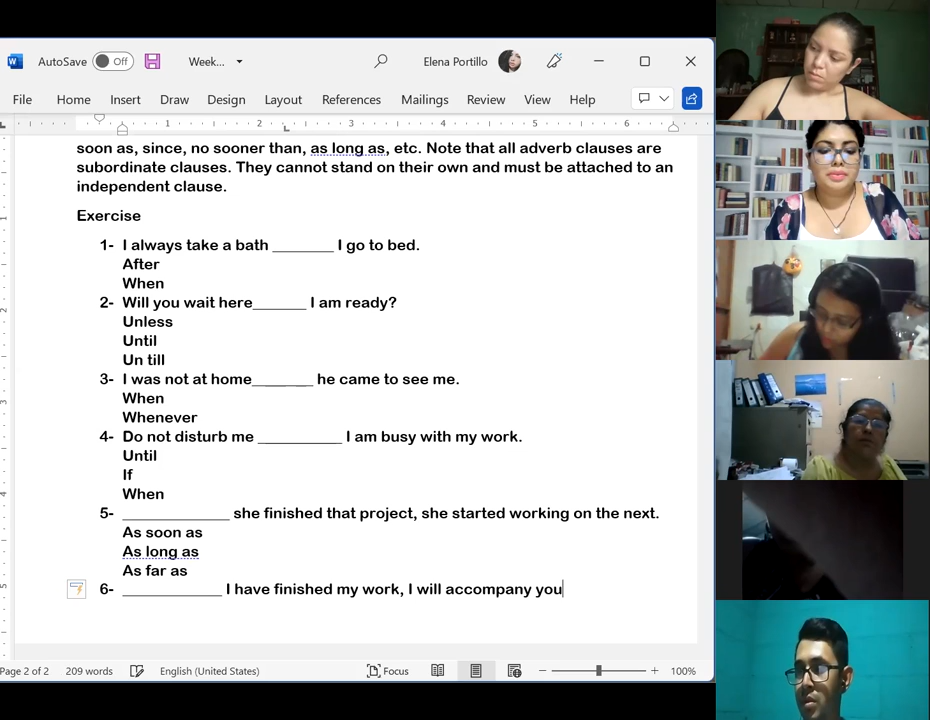 AutoSave Off Week... Elena Portillo
File Home Insert Draw Design Layout References Mailings Review View Help
1 2 3 4 5 6
soon as, since, no sooner than, as long as, etc. Note that all adverb clauses are
subordinate clauses. They cannot stand on their own and must be attached to an
independent clause.
Exercise
1- I always take a bath ________ I go to bed.
After
When
2- Will you wait here_______ I am ready?
Unless
Until
Un till
3- I was not at home________ he came to see me.
When
Whenever
4- Do not disturb me ___________ I am busy with my work.
Until
If
When
5- ______________ she finished that project, she started working on the next.
As soon as
As long as
As far as
6- _____________ I have finished my work, I will accompany you
Page 2 of 2 209 words English (United States) Focus 100%